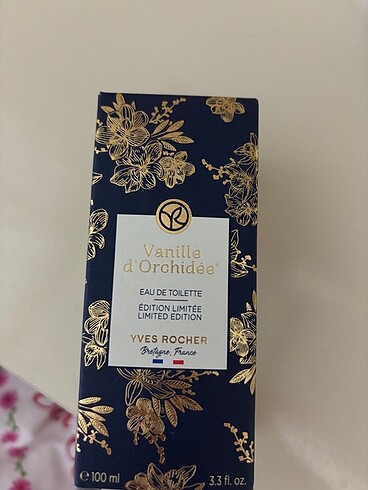 Vanille
d'Orchidée*
EAU DE TOILETTE
ÉDITION LIMITÉE
LIMITED EDITION
YVES ROCHER
Bretagne, France
℮ 100 ml 3.3 fl. oz.